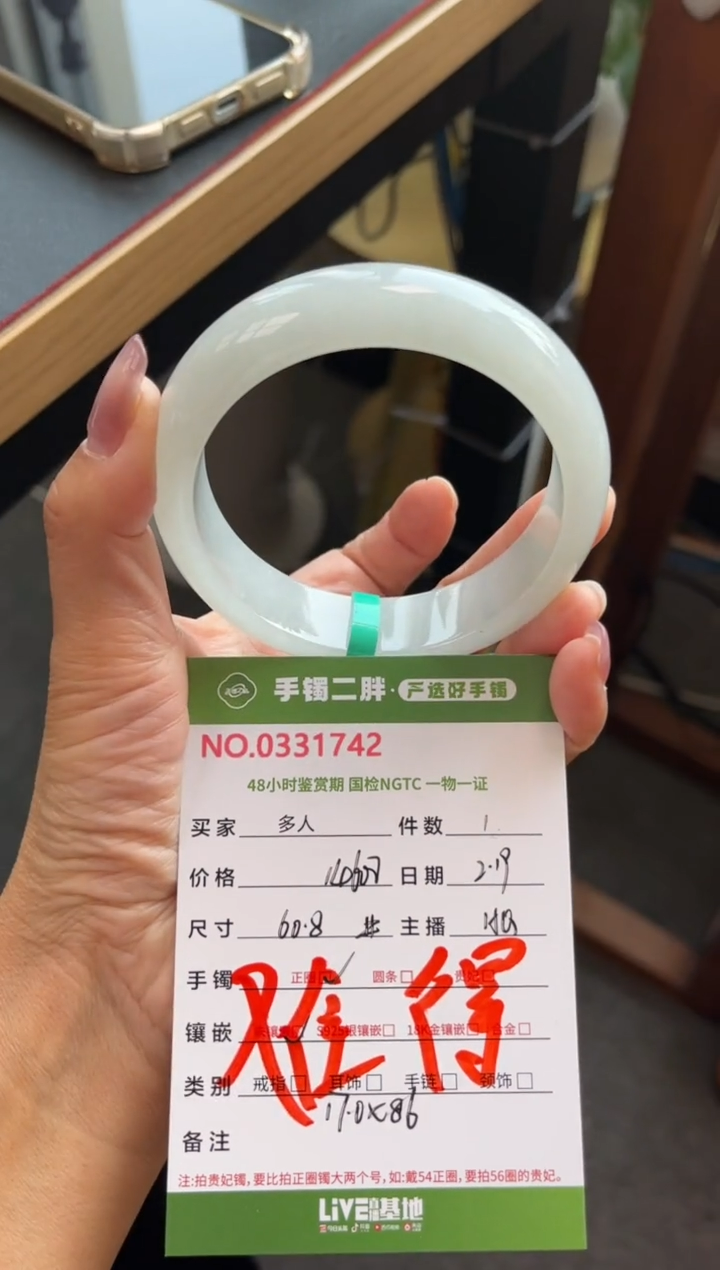 手镯二胖·严选好手镯
NO.0331742
48小时鉴赏期 国检NGTC 一物一证
买家 多人 件数 1
价格 日期 2.19
尺寸 60.8 主播
手镯 正圈☑ 圆条□ 贵妃□
镶嵌 S925银镶嵌□ 18K金镶嵌□ 合金□
难得
类别 戒指□ 耳饰□ 手链□ 颈饰□
17.0×8.6
备注
注:拍贵妃镯,要比拍正圈镯大两个号,如:戴54正圈,要拍56圈的贵妃。
LiVE直播基地